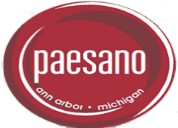 paesano
ann arbor • michigan